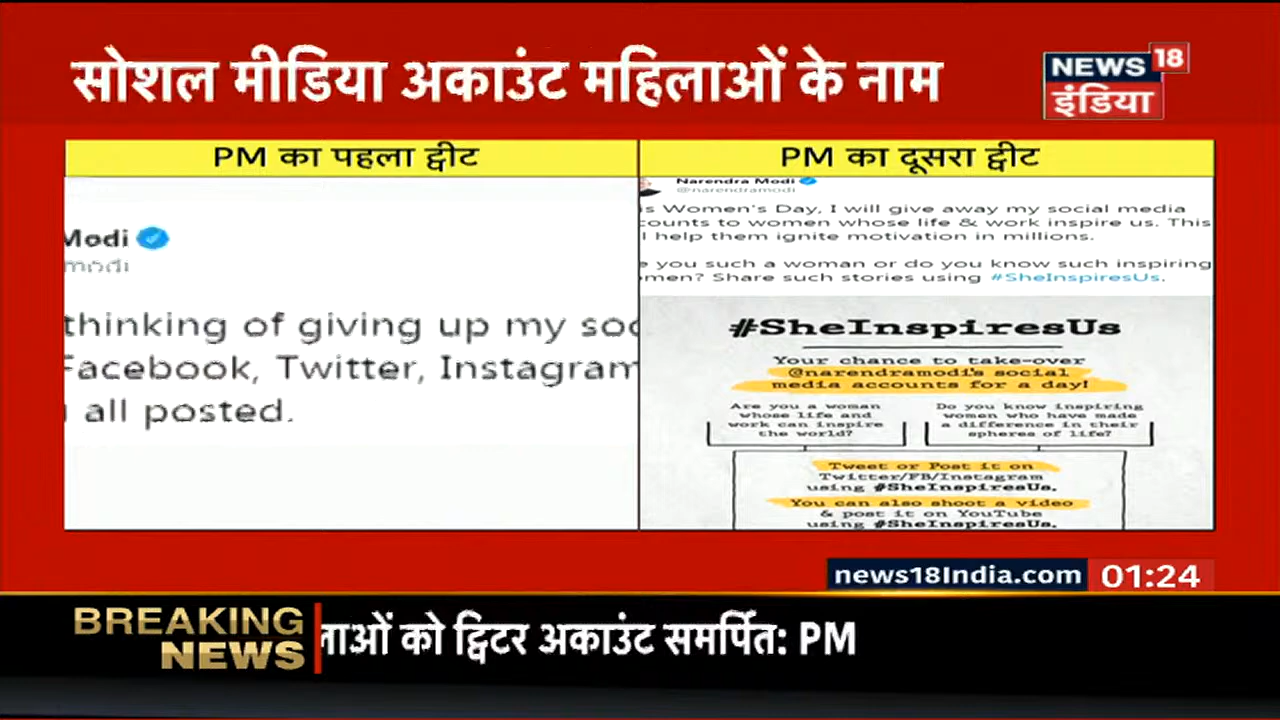 सोशल मीडिया अकाउंट महिलाओं के नाम
NEWS 18
इंडिया
PM का पहला ट्वीट
Modi
modi
thinking of giving up my soc
Facebook, Twitter, Instagram
all posted.
PM का दूसरा ट्वीट
Narendra Modi
@narendramodi
is Women's Day, I will give away my social media
counts to women whose life & work inspire us. This
l help them ignite motivation in millions.
e you such a woman or do you know such inspiring
men? Share such stories using #SheInspiresUs.
#SheInspiresUs
Your chance to take-over
@narendramodi's social
media accounts for a day!
Are you a woman
whose life and
work can inspire
the world?
Do you know inspiring
women who have made
a difference in their
spheres of life?
Tweet or Post it on
Twitter/FB/Instagram
using #SheInspiresUs.
You can also shoot a video
& post it on YouTube
using #SheInspiresUs.
news18India.com 01:24
BREAKING
NEWS
लाओं को ट्विटर अकाउंट समर्पित: PM